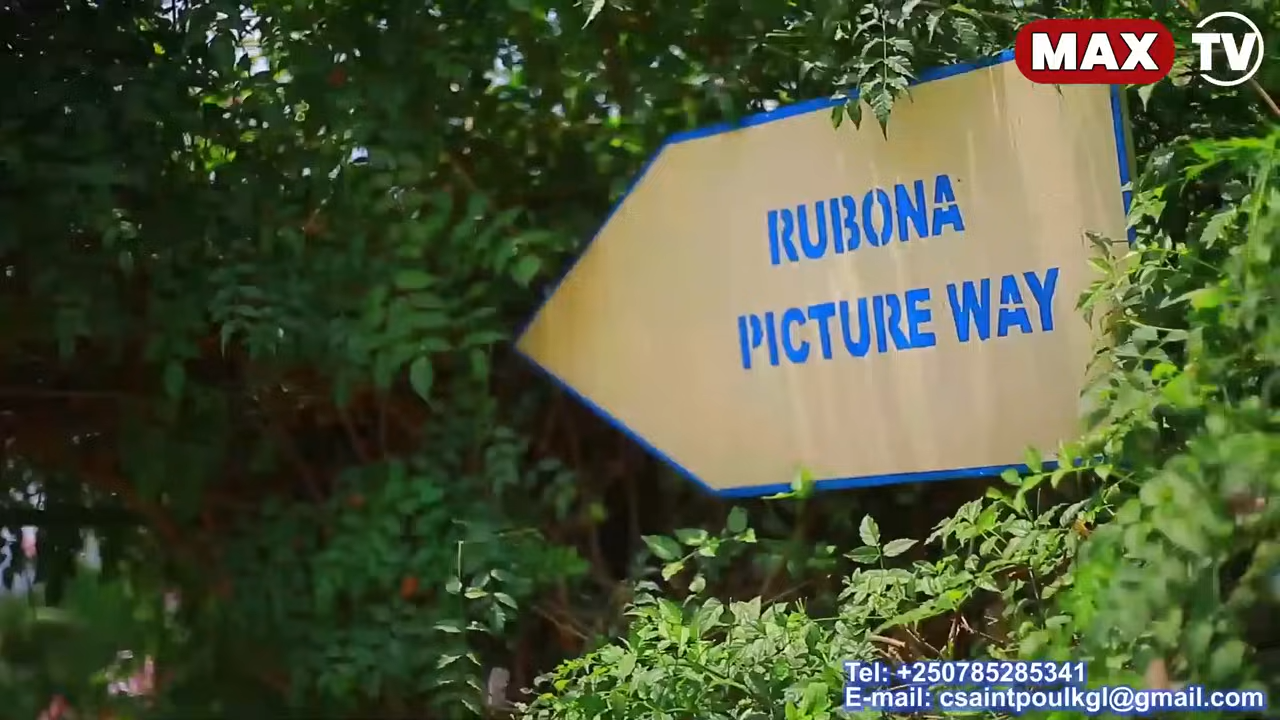 MAX TV
RUBONA
PICTURE WAY
Tel: +250785285341
E-mail: csaintpoulkgl@gmail.com